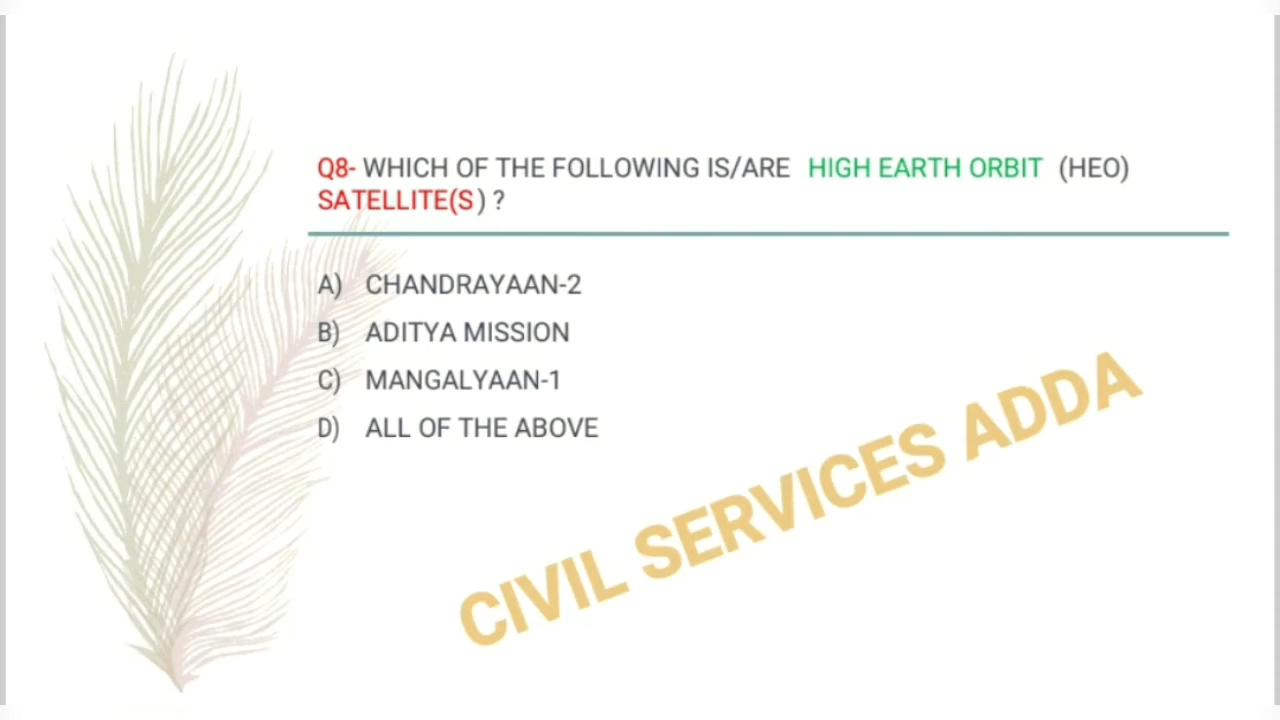 Q8- WHICH OF THE FOLLOWING IS/ARE HIGH EARTH ORBIT (HEO)
SATELLITE(S) ?
A) CHANDRAYAAN-2
B) ADITYA MISSION
C) MANGALYAAN-1
D) ALL OF THE ABOVE
CIVIL SERVICES ADDA